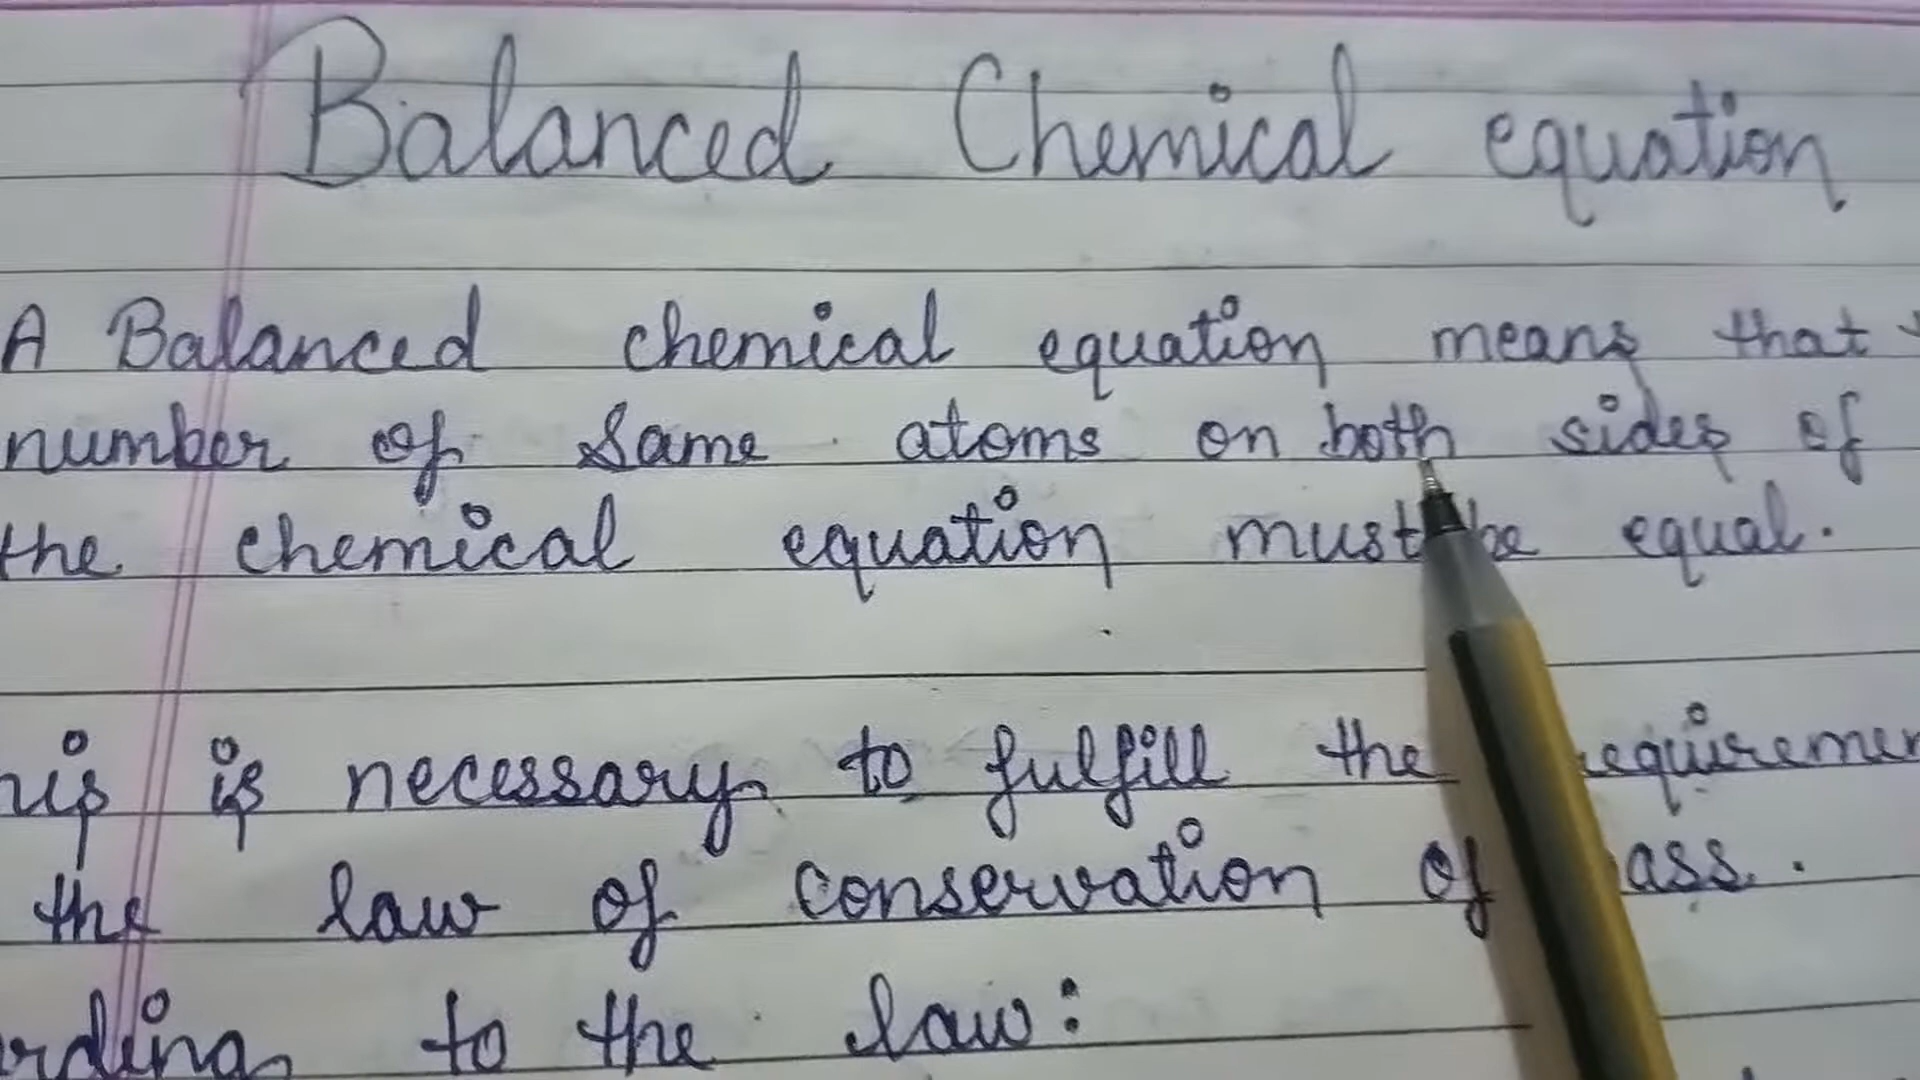 Balanced Chemical equation
A Balanced chemical equation means that
number of same atoms on both sides of
the chemical equation must be equal.
is necessary to fulfill the
the law of conservation of
to the law: